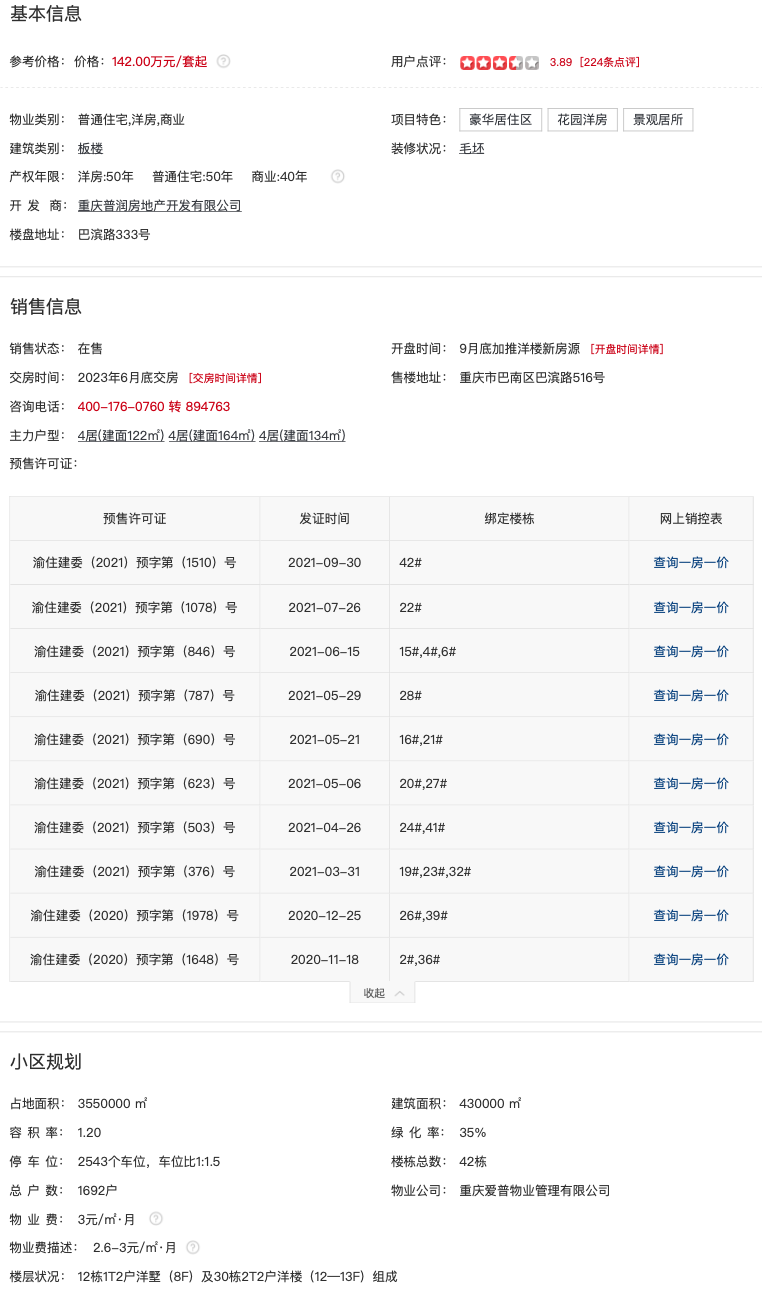 基本信息
参考价格： 价格：142.00万元/套起 ?
用户点评： 3.89 [224条点评]
物业类别： 普通住宅,洋房,商业
项目特色： 豪华居住区 花园洋房 景观居所
建筑类别： 板楼
装修状况： 毛坯
产权年限： 洋房:50年 普通住宅:50年 商业:40年 ?
开 发 商： 重庆普润房地产开发有限公司
楼盘地址： 巴滨路333号
销售信息
销售状态： 在售
开盘时间： 9月底加推洋楼新房源 [开盘时间详情]
交房时间： 2023年6月底交房 [交房时间详情]
售楼地址： 重庆市巴南区巴滨路516号
咨询电话： 400-176-0760 转 894763
主力户型： 4居(建面122㎡) 4居(建面164㎡) 4居(建面134㎡)
预售许可证：
预售许可证 发证时间 绑定楼栋 网上销控表
渝住建委（2021）预字第（1510）号 2021-09-30 42# 查询一房一价
渝住建委（2021）预字第（1078）号 2021-07-26 22# 查询一房一价
渝住建委（2021）预字第（846）号 2021-06-15 15#,4#,6# 查询一房一价
渝住建委（2021）预字第（787）号 2021-05-29 28# 查询一房一价
渝住建委（2021）预字第（690）号 2021-05-21 16#,21# 查询一房一价
渝住建委（2021）预字第（623）号 2021-05-06 20#,27# 查询一房一价
渝住建委（2021）预字第（503）号 2021-04-26 24#,41# 查询一房一价
渝住建委（2021）预字第（376）号 2021-03-31 19#,23#,32# 查询一房一价
渝住建委（2020）预字第（1978）号 2020-12-25 26#,39# 查询一房一价
渝住建委（2020）预字第（1648）号 2020-11-18 2#,36# 查询一房一价
收起
小区规划
占地面积： 3550000 ㎡
建筑面积： 430000 ㎡
容 积 率： 1.20
绿 化 率： 35%
停 车 位： 2543个车位，车位比1:1.5
楼栋总数： 42栋
总 户 数： 1692户
物业公司： 重庆爱普物业管理有限公司
物 业 费： 3元/㎡·月 ?
物业费描述： 2.6-3元/㎡·月 ?
楼层状况： 12栋1T2户洋墅（8F）及30栋2T2户洋楼（12—13F）组成